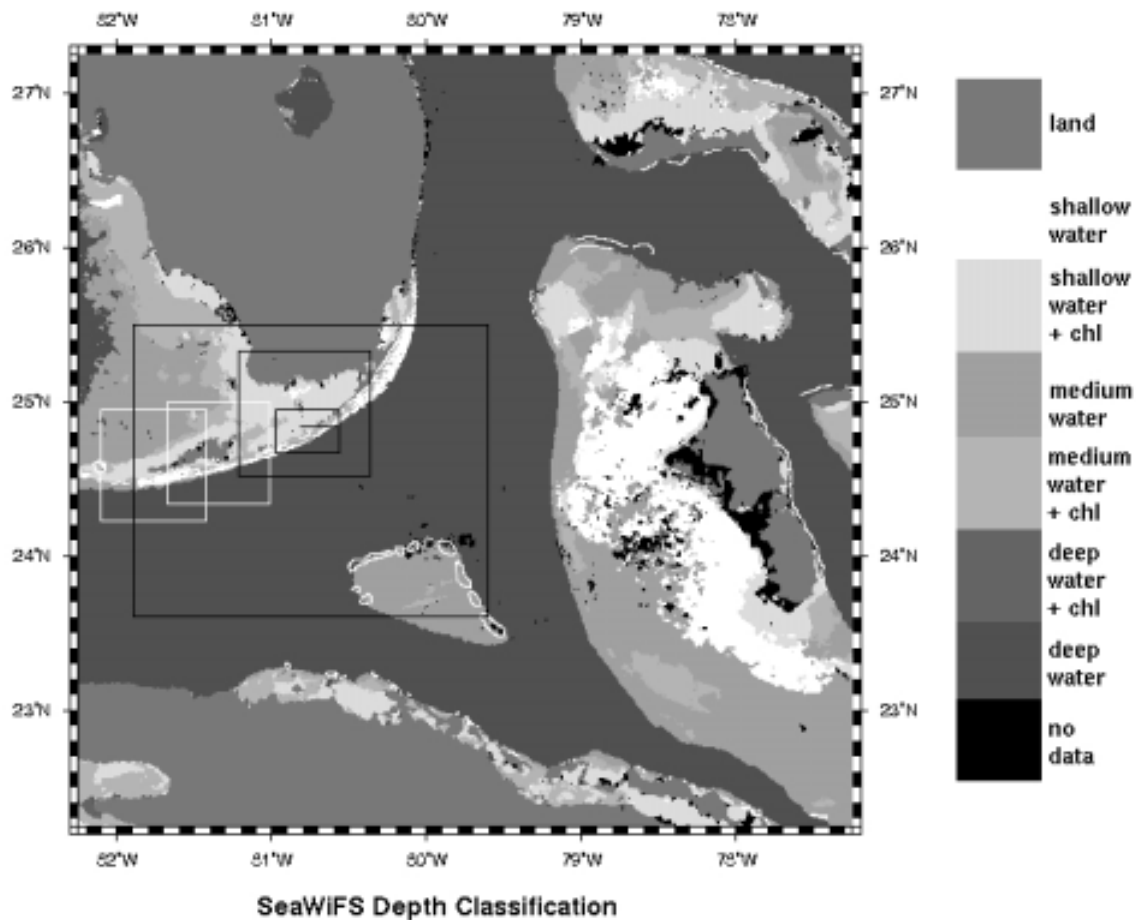 82°W 81°W 80°W 79°W 78°W
27°N 27°N
land
shallow
water
26°N 26°N
shallow
water
+ chl
25°N 25°N
medium
water
medium
water
+ chl
24°N 24°N
deep
water
+ chl
deep
water
23°N 23°N
no
data
82°W 81°W 80°W 79°W 78°W
SeaWiFS Depth Classification